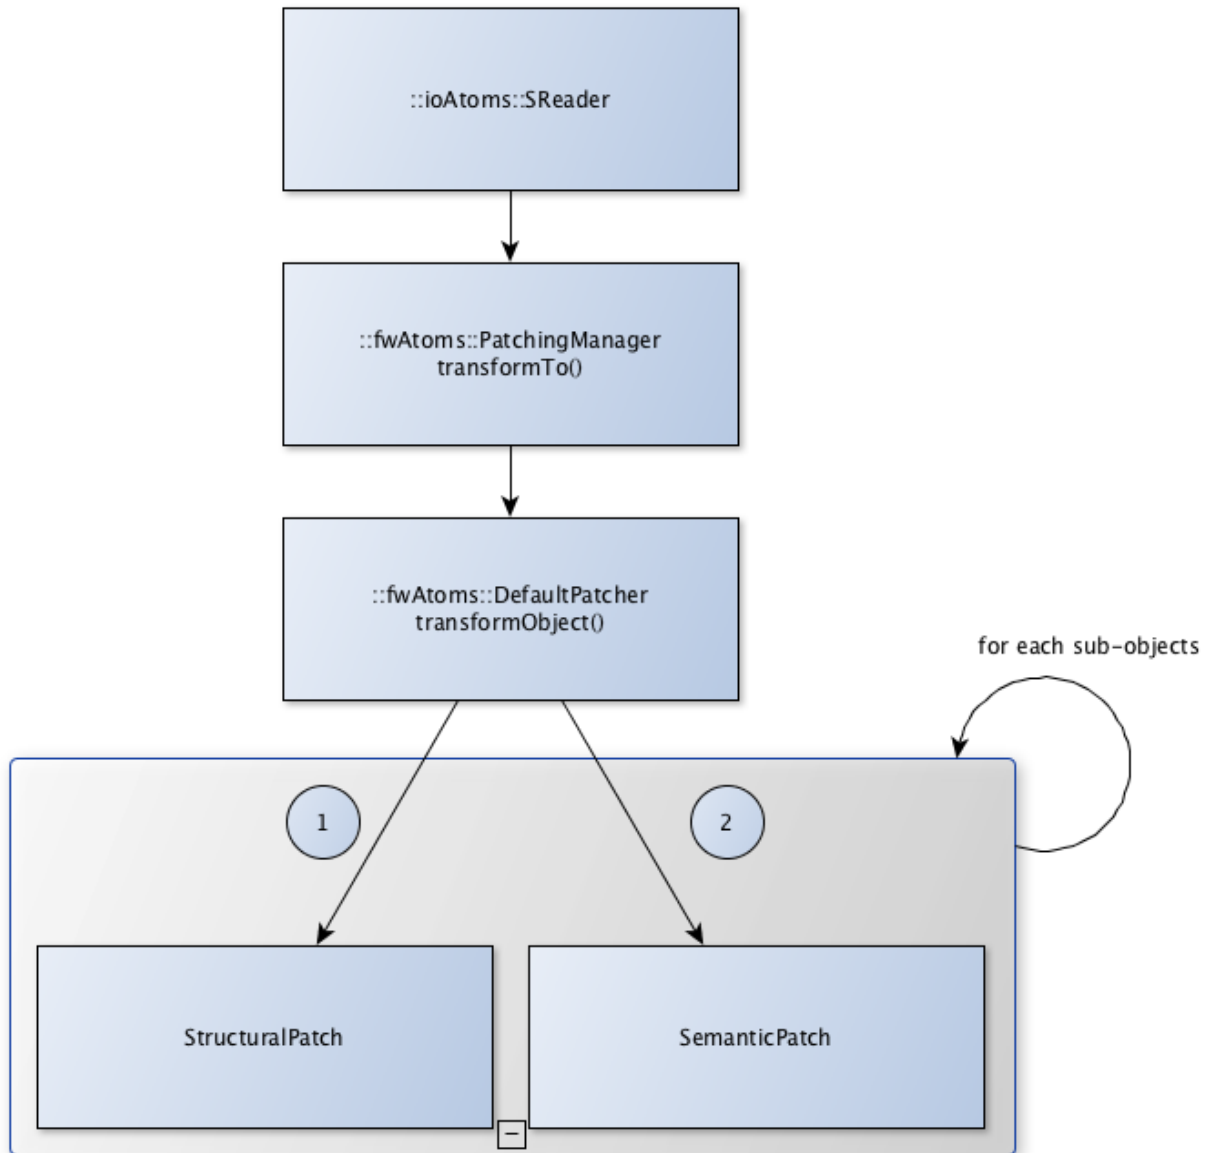 ::ioAtoms::SReader
::fwAtoms::PatchingManager
transformTo()
::fwAtoms::DefaultPatcher
transformObject()
for each sub-objects
1
2
StructuralPatch
SemanticPatch